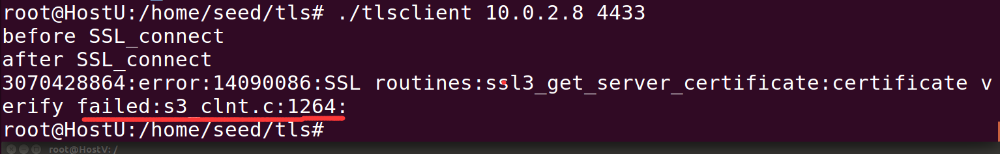 root@HostU:/home/seed/tls# ./tlsclient 10.0.2.8 4433
before SSL_connect
after SSL_connect
3070428864:error:14090086:SSL routines:ssl3_get_server_certificate:certificate v
erify failed:s3_clnt.c:1264:
root@HostU:/home/seed/tls#
root@HostV: /